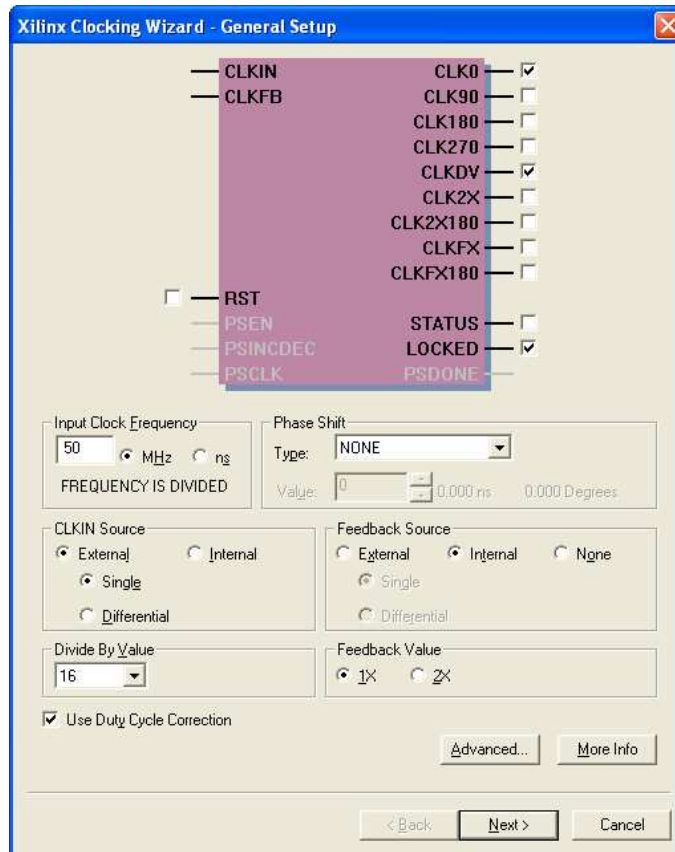 Xilinx Clocking Wizard - General Setup
CLKIN CLK0
CLKFB CLK90
CLK180
CLK270
CLKDV
CLK2X
CLK2X180
CLKFX
CLKFX180
RST
PSEN STATUS
PSINCDEC LOCKED
PSCLK PSDONE
Input Clock Frequency
50 MHz ns
FREQUENCY IS DIVIDED
Phase Shift
Type: NONE
Value: 0 0.000 ns 0.000 Degrees
CLKIN Source
External Internal
Single
Differential
Feedback Source
External Internal None
Single
Differential
Divide By Value
16
Feedback Value
1X 2X
Use Duty Cycle Correction
Advanced... More Info
< Back Next > Cancel